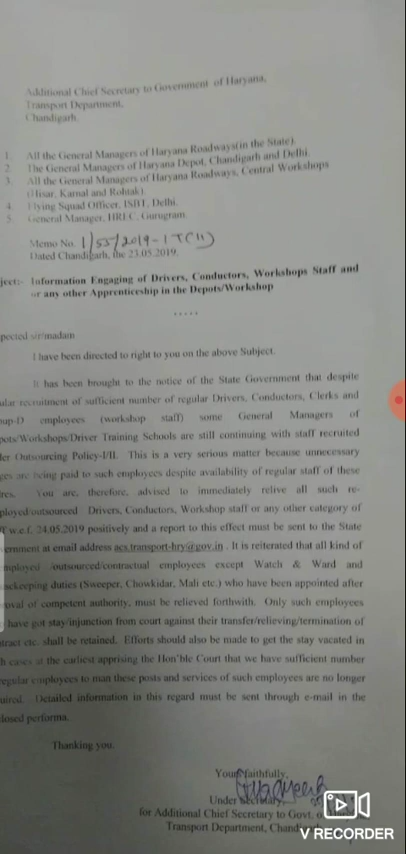 Additional Chief Secretary to Government of Haryana,
Transport Department,
Chandigarh.
1. All the General Managers of Haryana Roadways(in the State).
2. The General Managers of Haryana Depot, Chandigarh and Delhi.
3. All the General Managers of Haryana Roadways, Central Workshops
(Hisar, Karnal and Rohtak).
4. Flying Squad Officer, ISBT, Delhi.
5. General Manager, HREC, Gurugram.
Memo No. 1/55/2019-1T(II)
Dated Chandigarh, the 23.05.2019.
ject:- Information Engaging of Drivers, Conductors, Workshops Staff and
or any other Apprenticeship in the Depots/Workshop
.....
pected sir/madam
I have been directed to right to you on the above Subject.
It has been brought to the notice of the State Government that despite
ular recruitment of sufficient number of regular Drivers, Conductors, Clerks and
oup-D employees (workshop staff) some General Managers of
pots/Workshops/Driver Training Schools are still continuing with staff recruited
der Outsourcing Policy-I/II. This is a very serious matter because unnecessary
ges are being paid to such employees despite availability of regular staff of these
res. You are, therefore, advised to immediately relive all such re-
ployed/outsourced Drivers, Conductors, Workshop staff or any other category of
f w.e.f. 24.05.2019 positively and a report to this effect must be sent to the State
vernment at email address acs.transport-hry@gov.in . It is reiterated that all kind of
mployed /outsourced/contractual employees except Watch & Ward and
usekeeping duties (Sweeper, Chowkidar, Mali etc.) who have been appointed after
roval of competent authority, must be relieved forthwith. Only such employees
have got stay/injunction from court against their transfer/relieving/termination of
tract etc. shall be retained. Efforts should also be made to get the stay vacated in
h cases at the earliest apprising the Hon'ble Court that we have sufficient number
regular employees to man these posts and services of such employees are no longer
uired. Detailed information in this regard must be sent through e-mail in the
losed performa.
Thanking you.
Your faithfully,
Under Secretary,
for Additional Chief Secretary to Govt. of
Transport Department,
V RECORDER